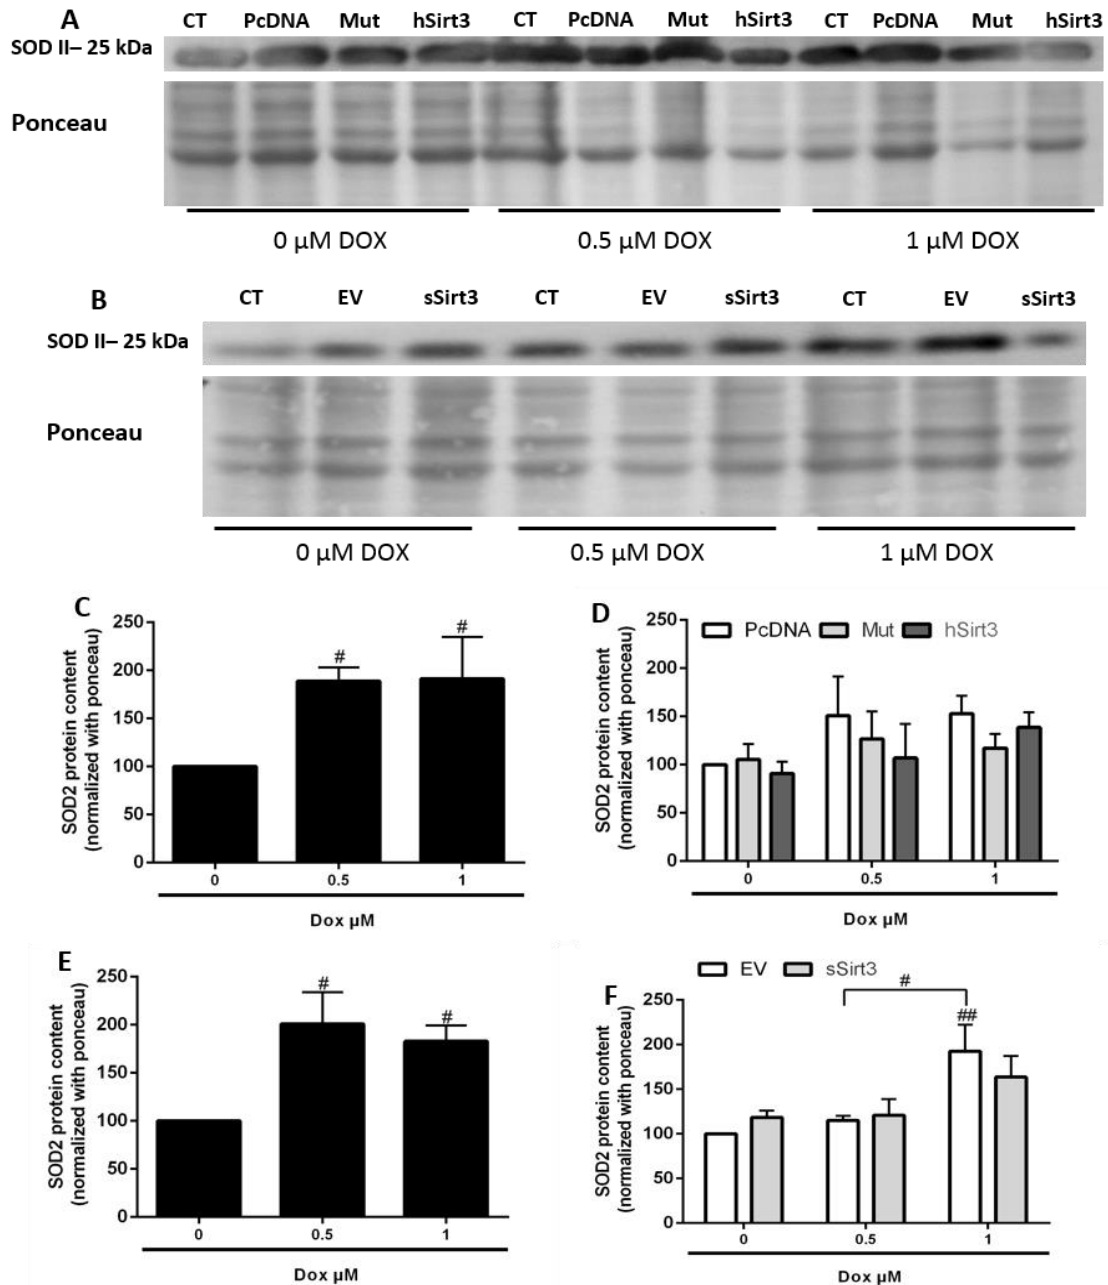 A
CT PcDNA Mut hSirt3 CT PcDNA Mut hSirt3 CT PcDNA Mut hSirt3
SOD II– 25 kDa
Ponceau
0 µM DOX 0.5 µM DOX 1 µM DOX
B
CT EV sSirt3 CT EV sSirt3 CT EV sSirt3
SOD II– 25 kDa
Ponceau
0 µM DOX 0.5 µM DOX 1 µM DOX
C
SOD2 protein content
(normalized with ponceau)
250
200
150
100
50
0
# #
0 0.5 1
Dox µM
D
PcDNA Mut hSirt3
SOD2 protein content
(normalized with ponceau)
250
200
150
100
50
0
0 0.5 1
Dox µM
E
SOD2 protein content
(normalized with ponceau)
250
200
150
100
50
0
# #
0 0.5 1
Dox µM
F
EV sSirt3
SOD2 protein content
(normalized with ponceau)
250
200
150
100
50
0
#
##
0 0.5 1
Dox µM